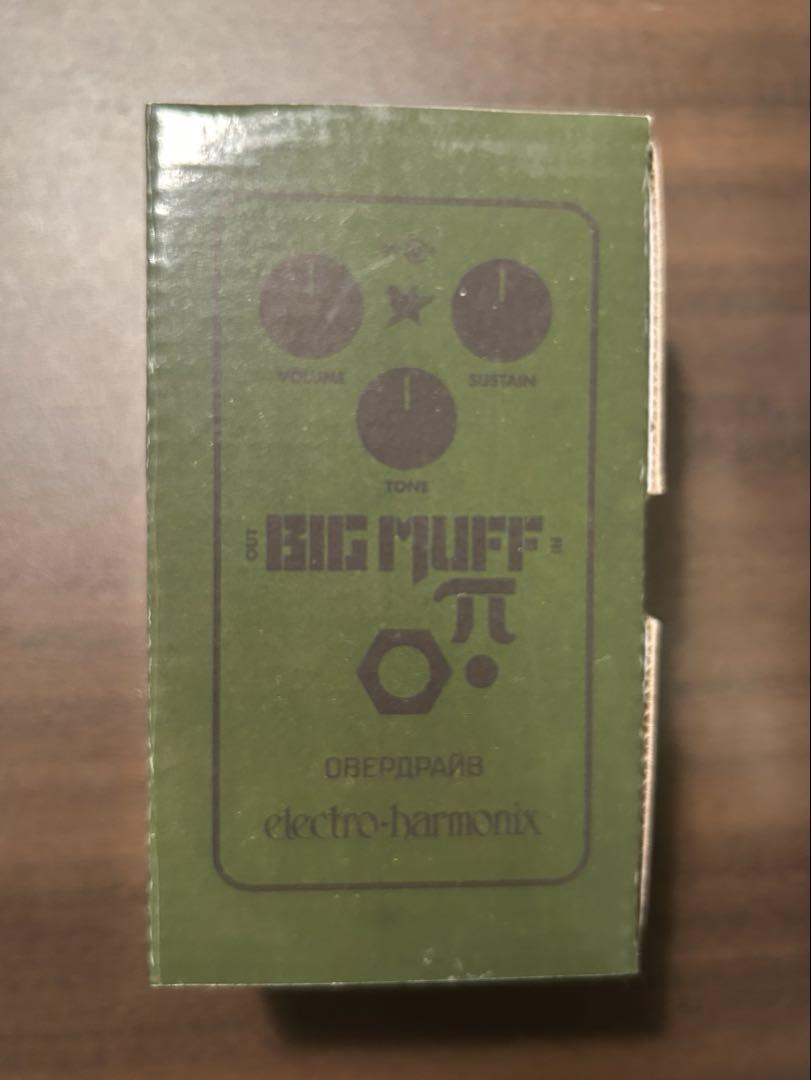 VOLUME
SUSTAIN
TONE
OUT
BIG MUFF
IN
π
ОВЕРДРАЙВ
electro-harmonix